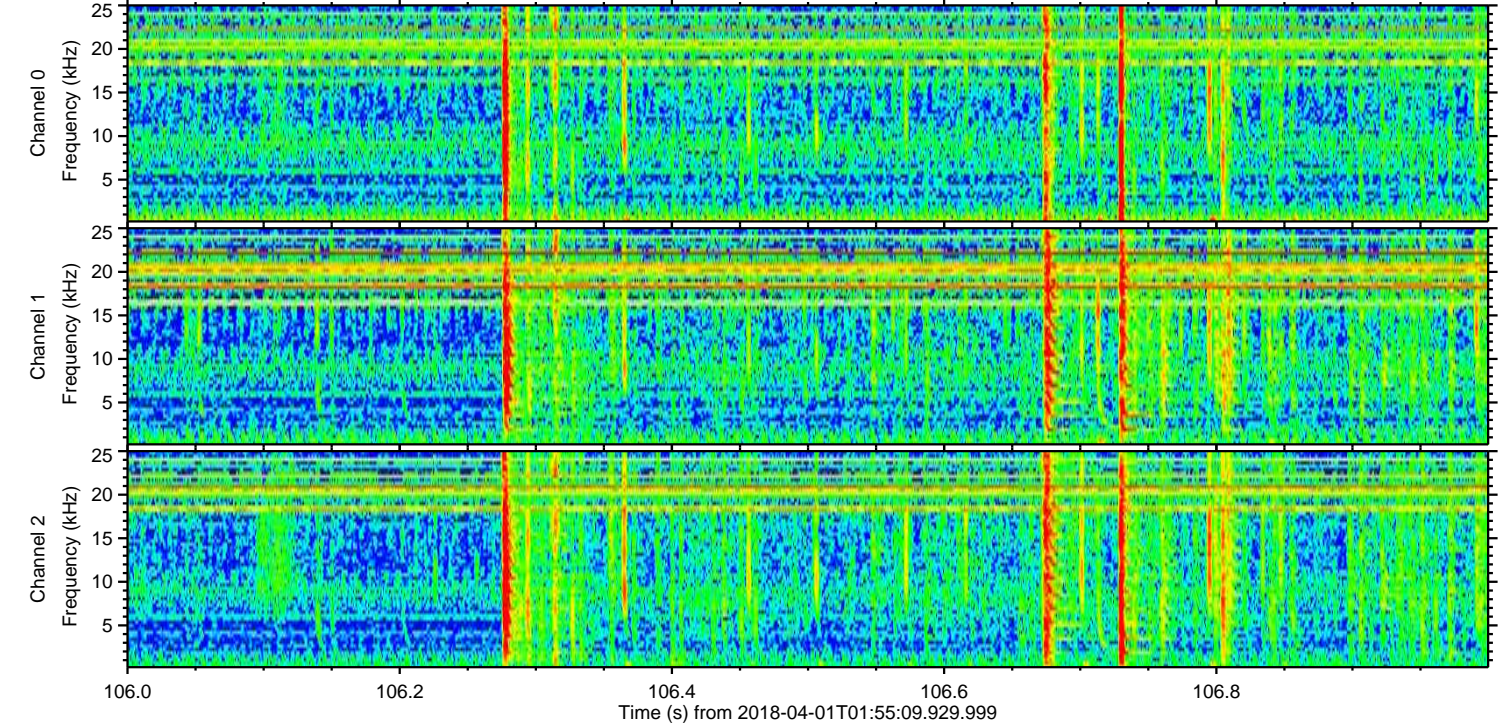 25
20
15
10
5
Channel 0
Frequency (kHz)
25
20
15
10
5
Channel 1
Frequency (kHz)
25
20
15
10
5
Channel 2
Frequency (kHz)
106.0 106.2 106.4 106.6 106.8
Time (s) from 2018-04-01T01:55:09.929.999